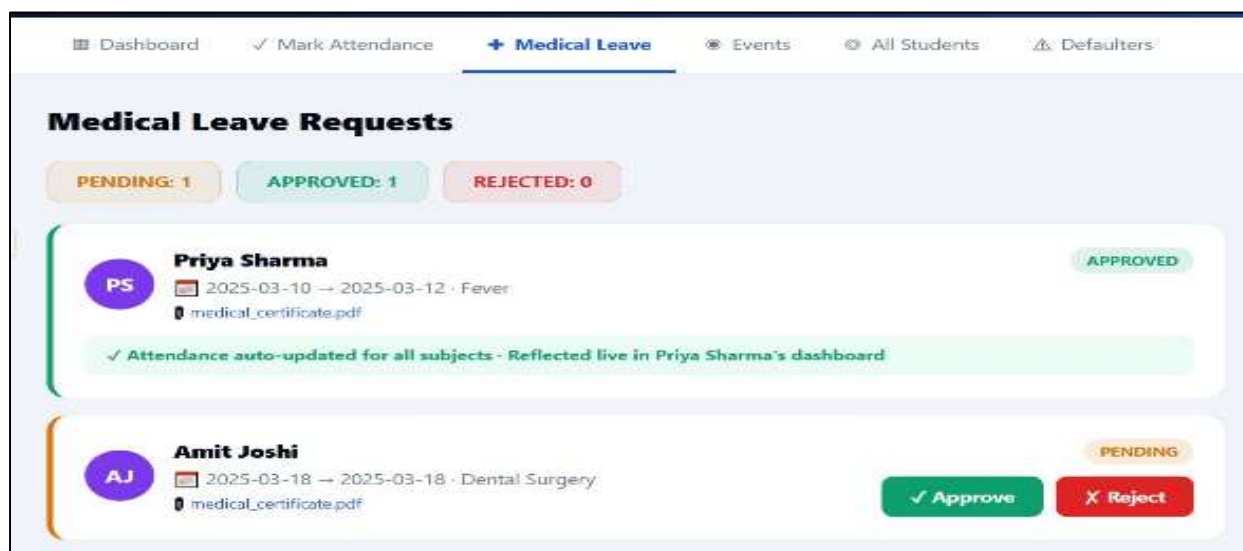 Dashboard ✓ Mark Attendance + Medical Leave Events All Students ⚠ Defaulters
Medical Leave Requests
PENDING: 1 APPROVED: 1 REJECTED: 0
PS Priya Sharma APPROVED
2025-03-10 → 2025-03-12 · Fever
medical_certificate.pdf
✓ Attendance auto-updated for all subjects · Reflected live in Priya Sharma's dashboard
AJ Amit Joshi PENDING
2025-03-18 → 2025-03-18 · Dental Surgery
medical_certificate.pdf
✓ Approve X Reject